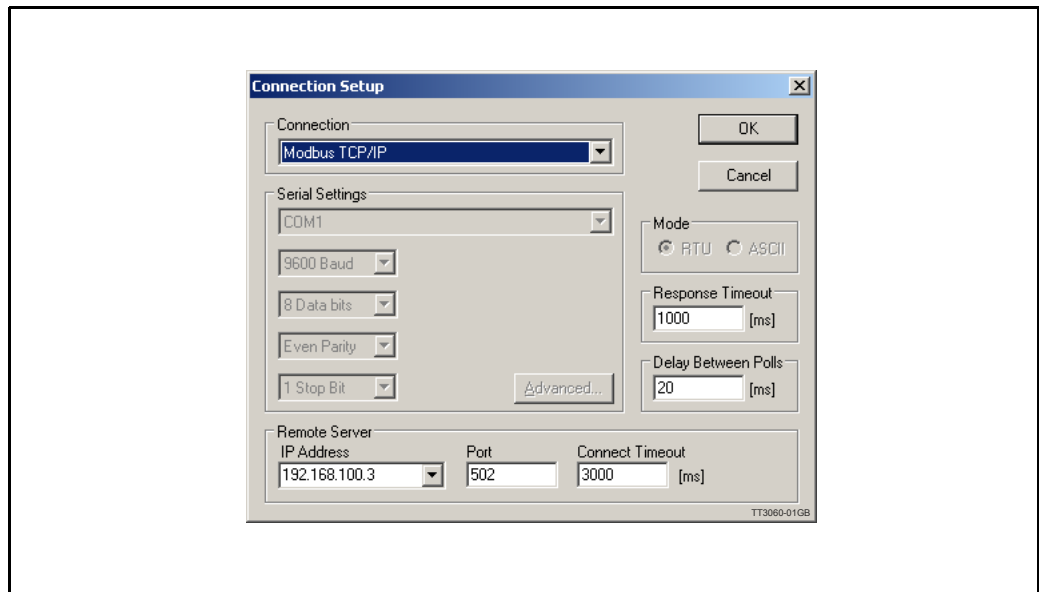 Connection Setup
Connection
Modbus TCP/IP
OK
Cancel
Serial Settings
COM1
9600 Baud
8 Data bits
Even Parity
1 Stop Bit
Advanced...
Mode
RTU ASCII
Response Timeout
1000 [ms]
Delay Between Polls
20 [ms]
Remote Server
IP Address Port Connect Timeout
192.168.100.3 502 3000 [ms]
TT3060-01GB